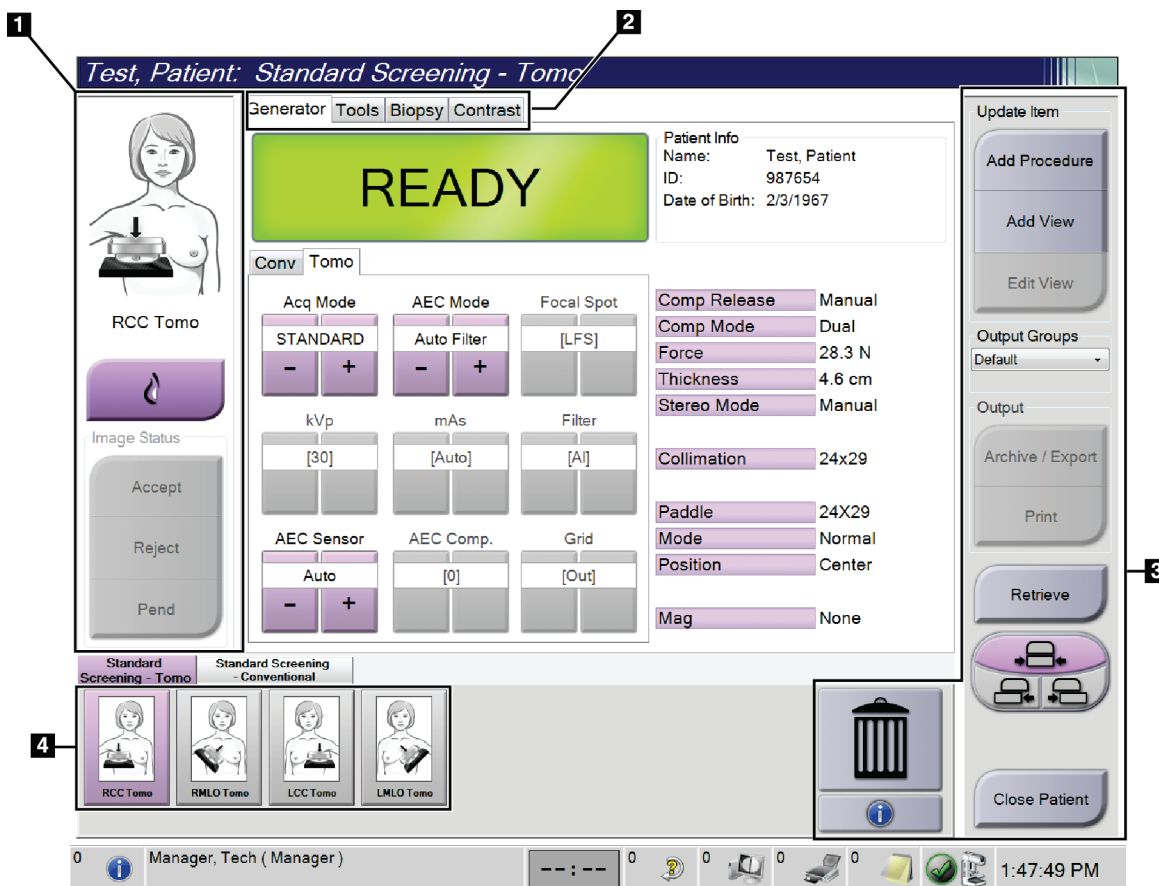 1
2
Test, Patient: Standard Screening - Tomo
Generator Tools Biopsy Contrast
READY
Patient Info
Name: Test, Patient
ID: 987654
Date of Birth: 2/3/1967
RCC Tomo
Image Status
Accept
Reject
Pend
Conv Tomo
Acq Mode AEC Mode Focal Spot
STANDARD Auto Filter [LFS]
- + - +
kVp mAs Filter
[30] [Auto] [Al]
AEC Sensor AEC Comp. Grid
Auto [0] [Out]
- +
Comp Release Manual
Comp Mode Dual
Force 28.3 N
Thickness 4.6 cm
Stereo Mode Manual
Collimation 24x29
Paddle 24X29
Mode Normal
Position Center
Mag None
Update Item
Add Procedure
Add View
Edit View
Output Groups
Default
Output
Archive / Export
Print
Retrieve
Close Patient
3
Standard
Screening - Tomo
Standard Screening
- Conventional
4
RCC Tomo RMLO Tomo LCC Tomo LMLO Tomo
0 Manager, Tech ( Manager ) --:-- 0 0 0 0 1:47:49 PM